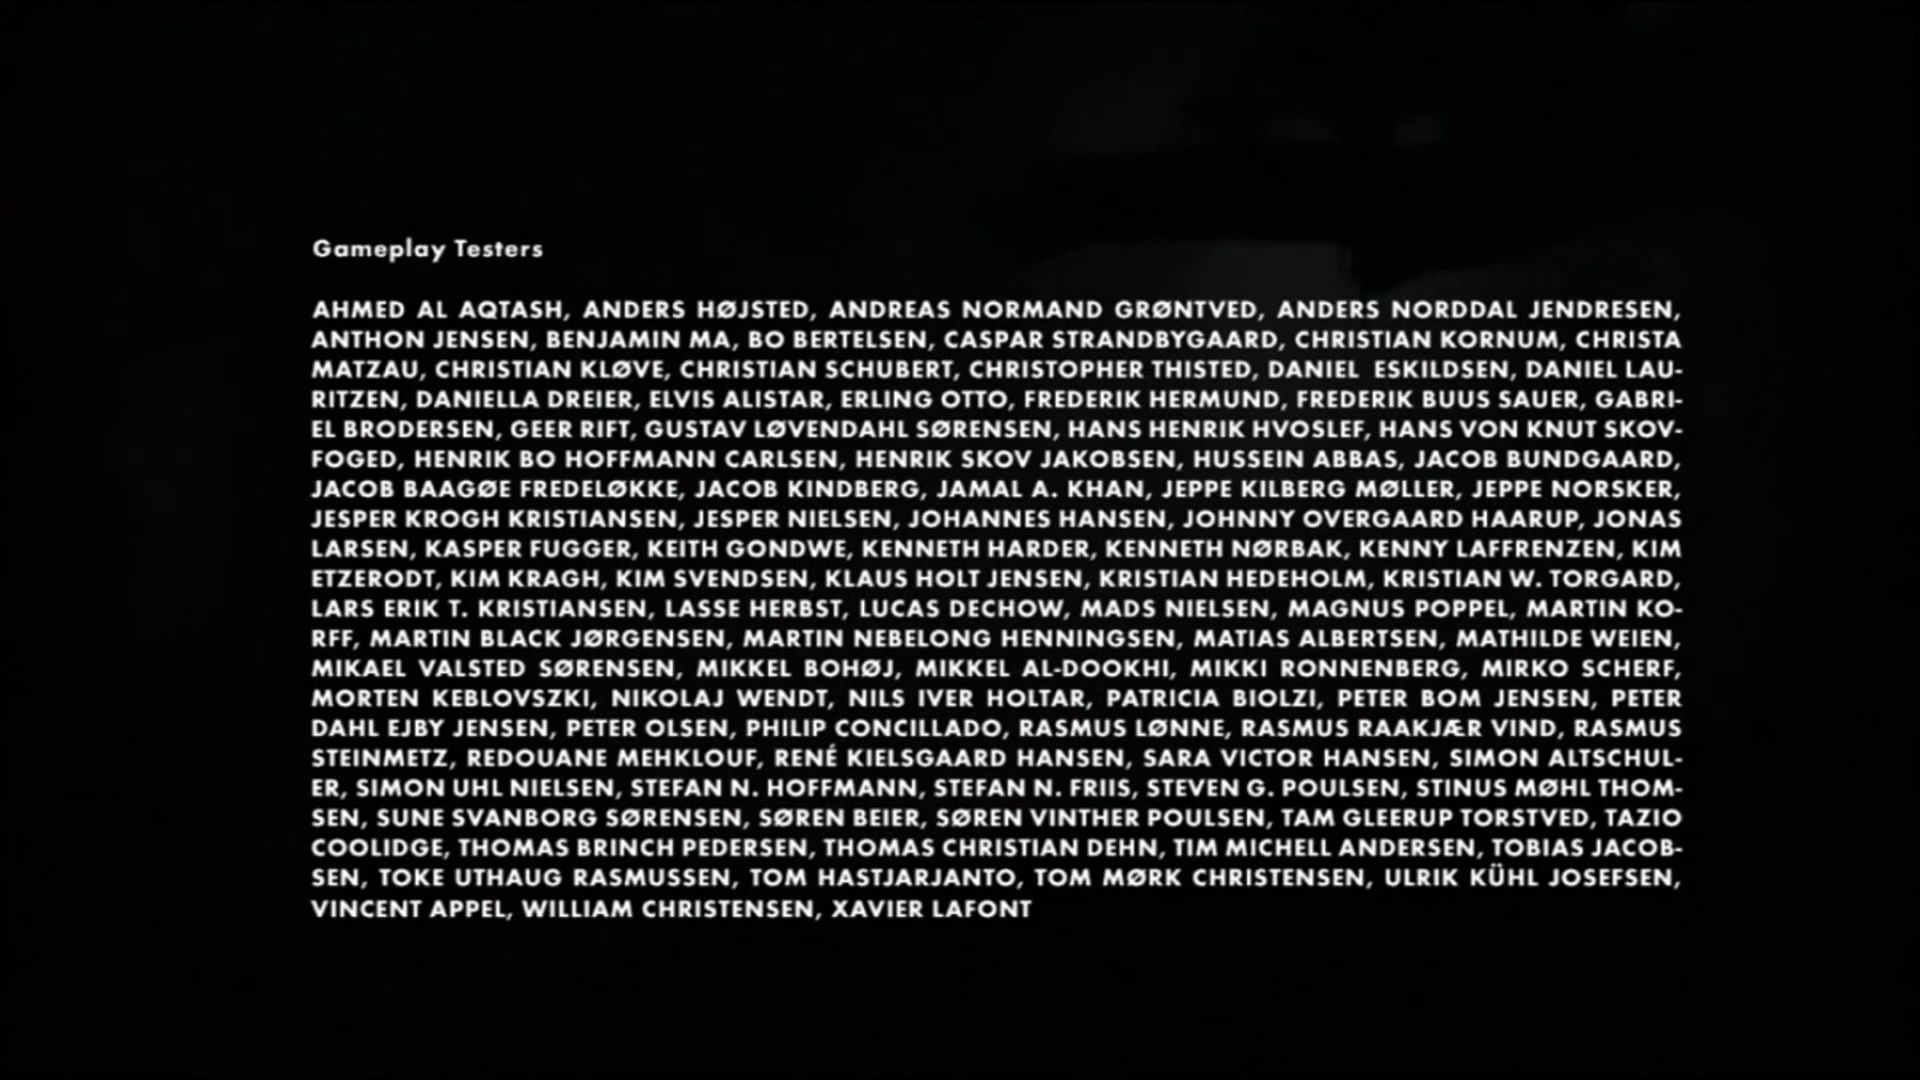 Gameplay Testers
AHMED AL AQTASH, ANDERS HØJSTED, ANDREAS NORMAND GRØNTVED, ANDERS NORDDAL JENDRESEN,
ANTHON JENSEN, BENJAMIN MA, BO BERTELSEN, CASPAR STRANDBYGAARD, CHRISTIAN KORNUM, CHRISTA
MATZAU, CHRISTIAN KLØVE, CHRISTIAN SCHUBERT, CHRISTOPHER THISTED, DANIEL ESKILDSEN, DANIEL LAU-
RITZEN, DANIELLA DREIER, ELVIS ALISTAR, ERLING OTTO, FREDERIK HERMUND, FREDERIK BUUS SAUER, GABRI-
EL BRODERSEN, GEER RIFT, GUSTAV LØVENDAHL SØRENSEN, HANS HENRIK HVOSLEF, HANS VON KNUT SKOV-
FOGED, HENRIK BO HOFFMANN CARLSEN, HENRIK SKOV JAKOBSEN, HUSSEIN ABBAS, JACOB BUNDGAARD,
JACOB BAAGØE FREDELØKKE, JACOB KINDBERG, JAMAL A. KHAN, JEPPE KILBERG MØLLER, JEPPE NORSKER,
JESPER KROGH KRISTIANSEN, JESPER NIELSEN, JOHANNES HANSEN, JOHNNY OVERGAARD HAARUP, JONAS
LARSEN, KASPER FUGGER, KEITH GONDWE, KENNETH HARDER, KENNETH NØRBAK, KENNY LAFFRENZEN, KIM
ETZERODT, KIM KRAGH, KIM SVENDSEN, KLAUS HOLT JENSEN, KRISTIAN HEDEHOLM, KRISTIAN W. TORGARD,
LARS ERIK T. KRISTIANSEN, LASSE HERBST, LUCAS DECHOW, MADS NIELSEN, MAGNUS POPPEL, MARTIN KO-
RFF, MARTIN BLACK JØRGENSEN, MARTIN NEBELONG HENNINGSEN, MATIAS ALBERTSEN, MATHILDE WEIEN,
MIKAEL VALSTED SØRENSEN, MIKKEL BOHØJ, MIKKEL AL-DOOKHI, MIKKI RONNENBERG, MIRKO SCHERF,
MORTEN KEBLOVSZKI, NIKOLAJ WENDT, NILS IVER HOLTAR, PATRICIA BIOLZI, PETER BOM JENSEN, PETER
DAHL EJBY JENSEN, PETER OLSEN, PHILIP CONCILLADO, RASMUS LØNNE, RASMUS RAAKJÆR VIND, RASMUS
STEINMETZ, REDOUANE MEHKLOUF, RENÉ KIELSGAARD HANSEN, SARA VICTOR HANSEN, SIMON ALTSCHUL-
ER, SIMON UHL NIELSEN, STEFAN N. HOFFMANN, STEFAN N. FRIIS, STEVEN G. POULSEN, STINUS MØHL THOM-
SEN, SUNE SVANBORG SØRENSEN, SØREN BEIER, SØREN VINTHER POULSEN, TAM GLEERUP TORSTVED, TAZIO
COOLIDGE, THOMAS BRINCH PEDERSEN, THOMAS CHRISTIAN DEHN, TIM MICHELL ANDERSEN, TOBIAS JACOB-
SEN, TOKE UTHAUG RASMUSSEN, TOM HASTJARJANTO, TOM MØRK CHRISTENSEN, ULRIK KÜHL JOSEFSEN,
VINCENT APPEL, WILLIAM CHRISTENSEN, XAVIER LAFONT